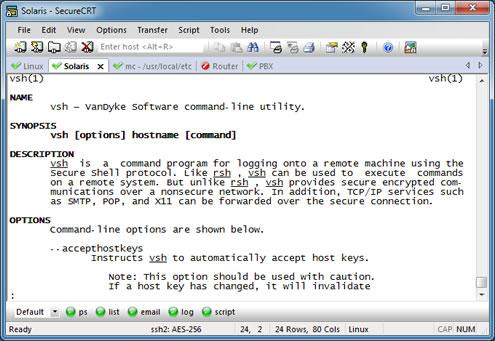 Solaris - SecureCRT
File Edit View Options Transfer Script Tools Help
Enter host <Alt+R>
Linux Solaris mc - /usr/local/etc Router PBX
vsh(1) vsh(1)
NAME
vsh – VanDyke Software command-line utility.
SYNOPSIS
vsh [options] hostname [command]
DESCRIPTION
vsh is a command program for logging onto a remote machine using the
Secure Shell protocol. Like rsh , vsh can be used to execute commands
on a remote system. But unlike rsh , vsh provides secure encrypted com-
munications over a nonsecure network. In addition, TCP/IP services such
as SMTP, POP, and X11 can be forwarded over the secure connection.
OPTIONS
Command-line options are shown below.
--accepthostkeys
Instructs vsh to automatically accept host keys.
Note: This option should be used with caution.
If a host key has changed, it will invalidate
:
Default ps list email log script
Ready ssh2: AES-256 24, 2 24 Rows, 80 Cols Linux CAP NUM